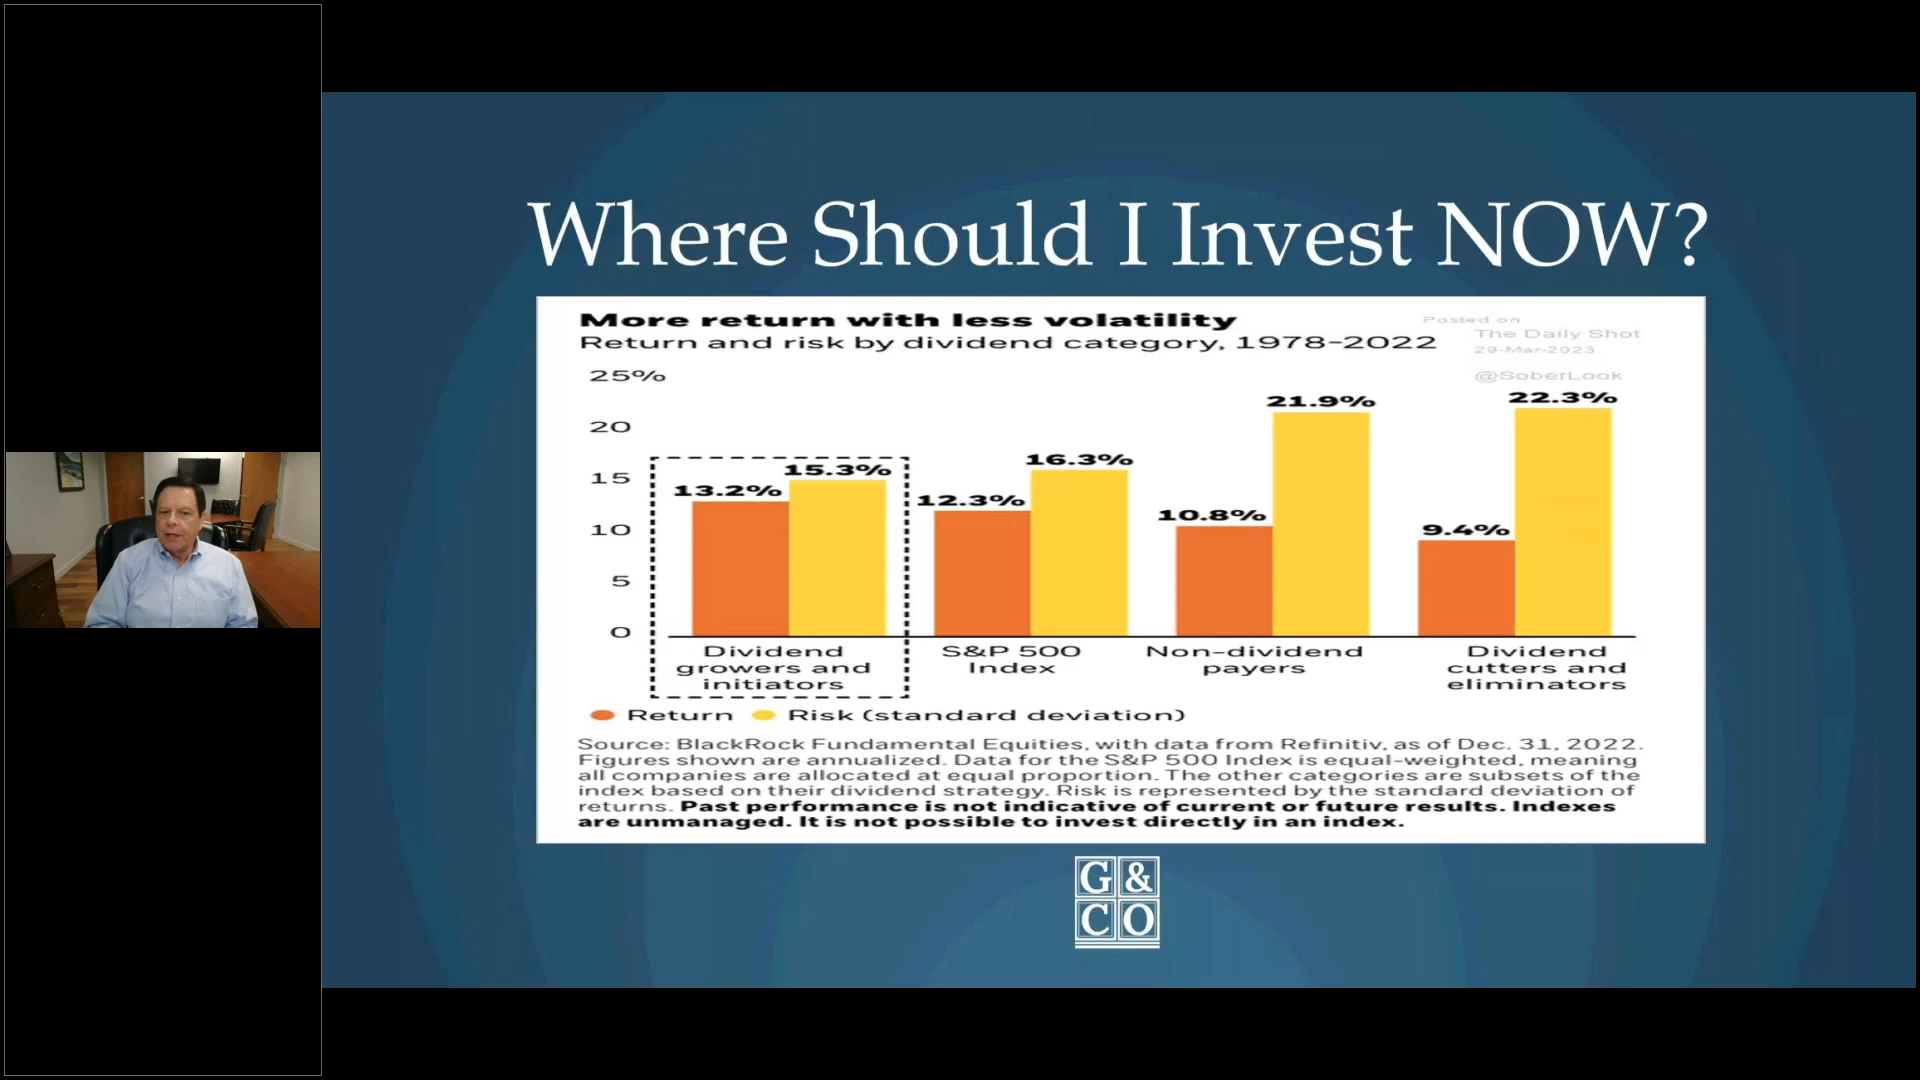 Where Should I Invest NOW?
More return with less volatility
Return and risk by dividend category, 1978-2022
Posted on
The Daily Shot
29-Mar-2023
@SoberLook
25%
20
15
10
5
0
13.2%
15.3%
12.3%
16.3%
10.8%
21.9%
9.4%
22.3%
Dividend
growers and
initiators
S&P 500
Index
Non-dividend
payers
Dividend
cutters and
eliminators
Return
Risk (standard deviation)
Source: BlackRock Fundamental Equities, with data from Refinitiv, as of Dec. 31, 2022.
Figures shown are annualized. Data for the S&P 500 Index is equal-weighted, meaning
all companies are allocated at equal proportion. The other categories are subsets of the
index based on their dividend strategy. Risk is represented by the standard deviation of
returns. Past performance is not indicative of current or future results. Indexes
are unmanaged. It is not possible to invest directly in an index.
G&
CO